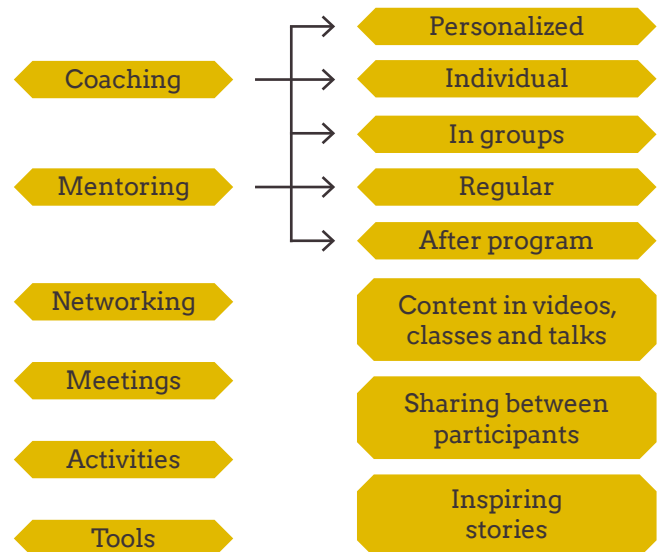 Coaching
Mentoring
Networking
Meetings
Activities
Tools
Personalized
Individual
In groups
Regular
After program
Content in videos,
classes and talks
Sharing between
participants
Inspiring
stories